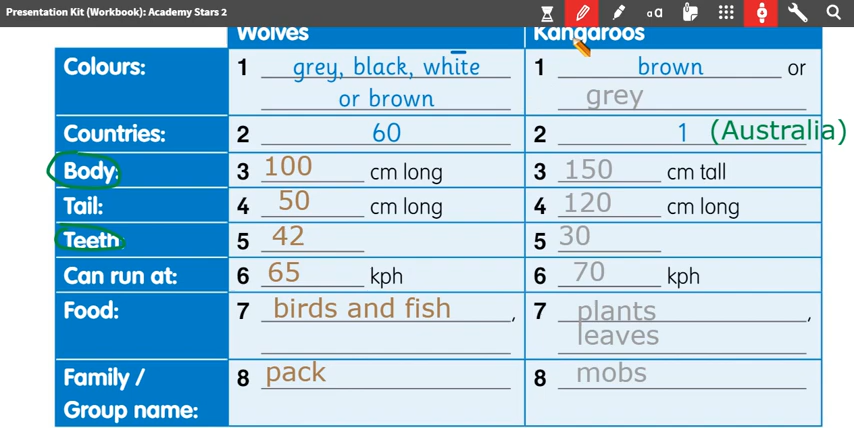 Presentation Kit (Workbook): Academy Stars 2
aa
Wolves Kangaroos
Colours: 1 grey, black, white 1 brown or
or brown grey
Countries: 2 60 2 1 (Australia)
Body: 3 100 cm long 3 150 cm tall
Tail: 4 50 cm long 4 120 cm long
Teeth: 5 42 5 30
Can run at: 6 65 kph 6 70 kph
Food: 7 birds and fish , 7 plants ,
leaves
Family / 8 pack 8 mobs
Group name: